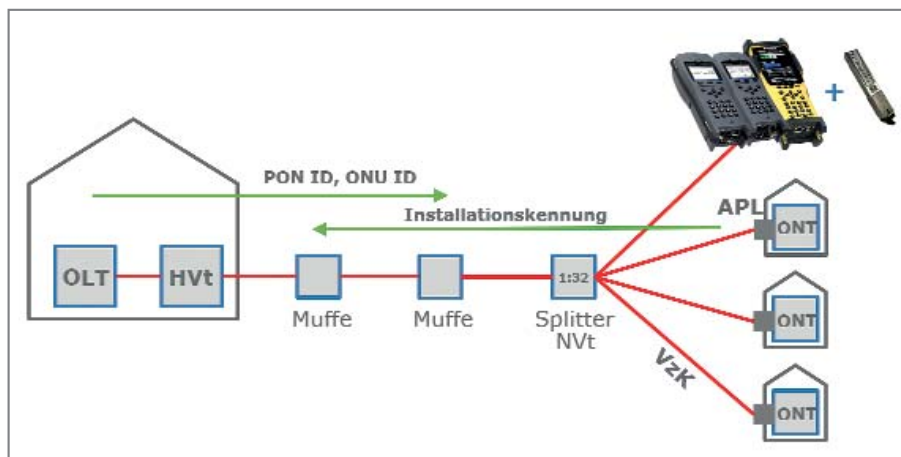 PON ID, ONU ID
Installationskennung
APL
+
OLT
HVt
Muffe
Muffe
1:32
Splitter
NVt
VzK
ONT
ONT
ONT